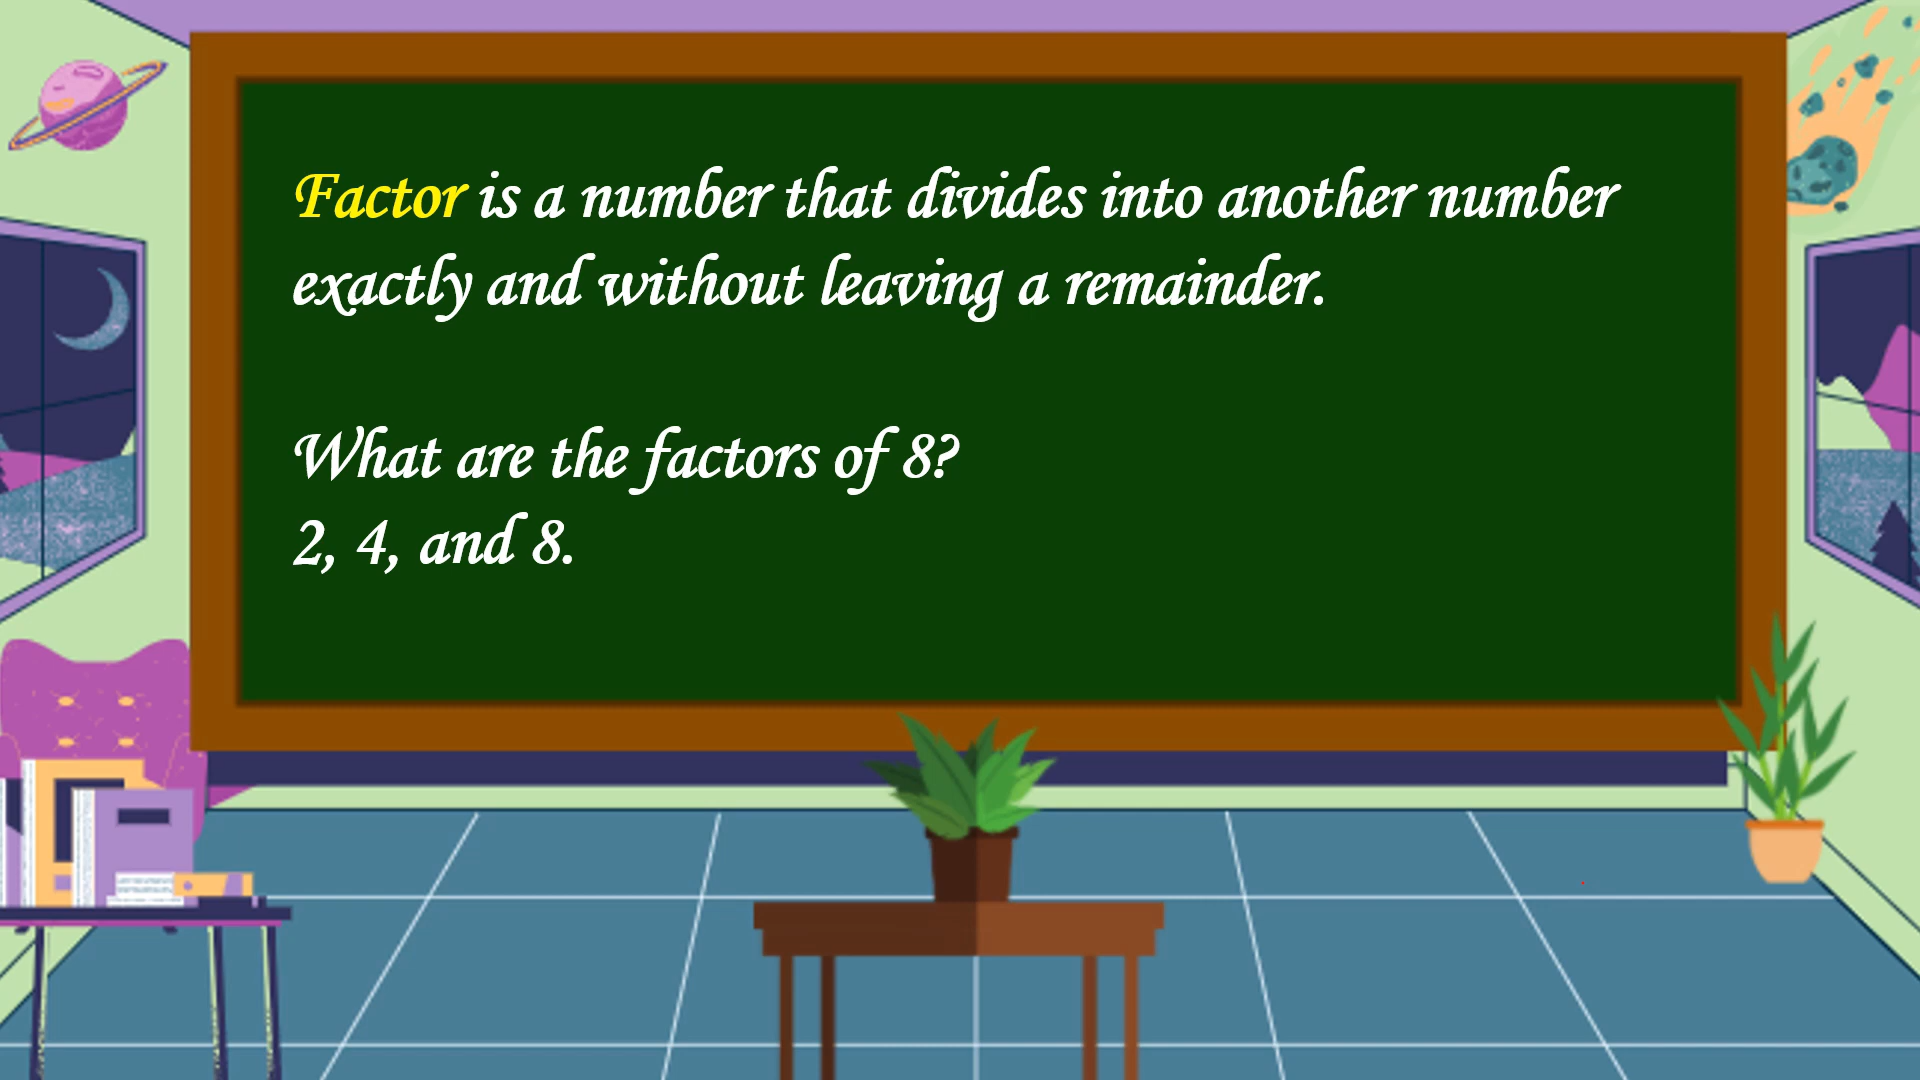 Factor is a number that divides into another number
exactly and without leaving a remainder.
What are the factors of 8?
2, 4, and 8.